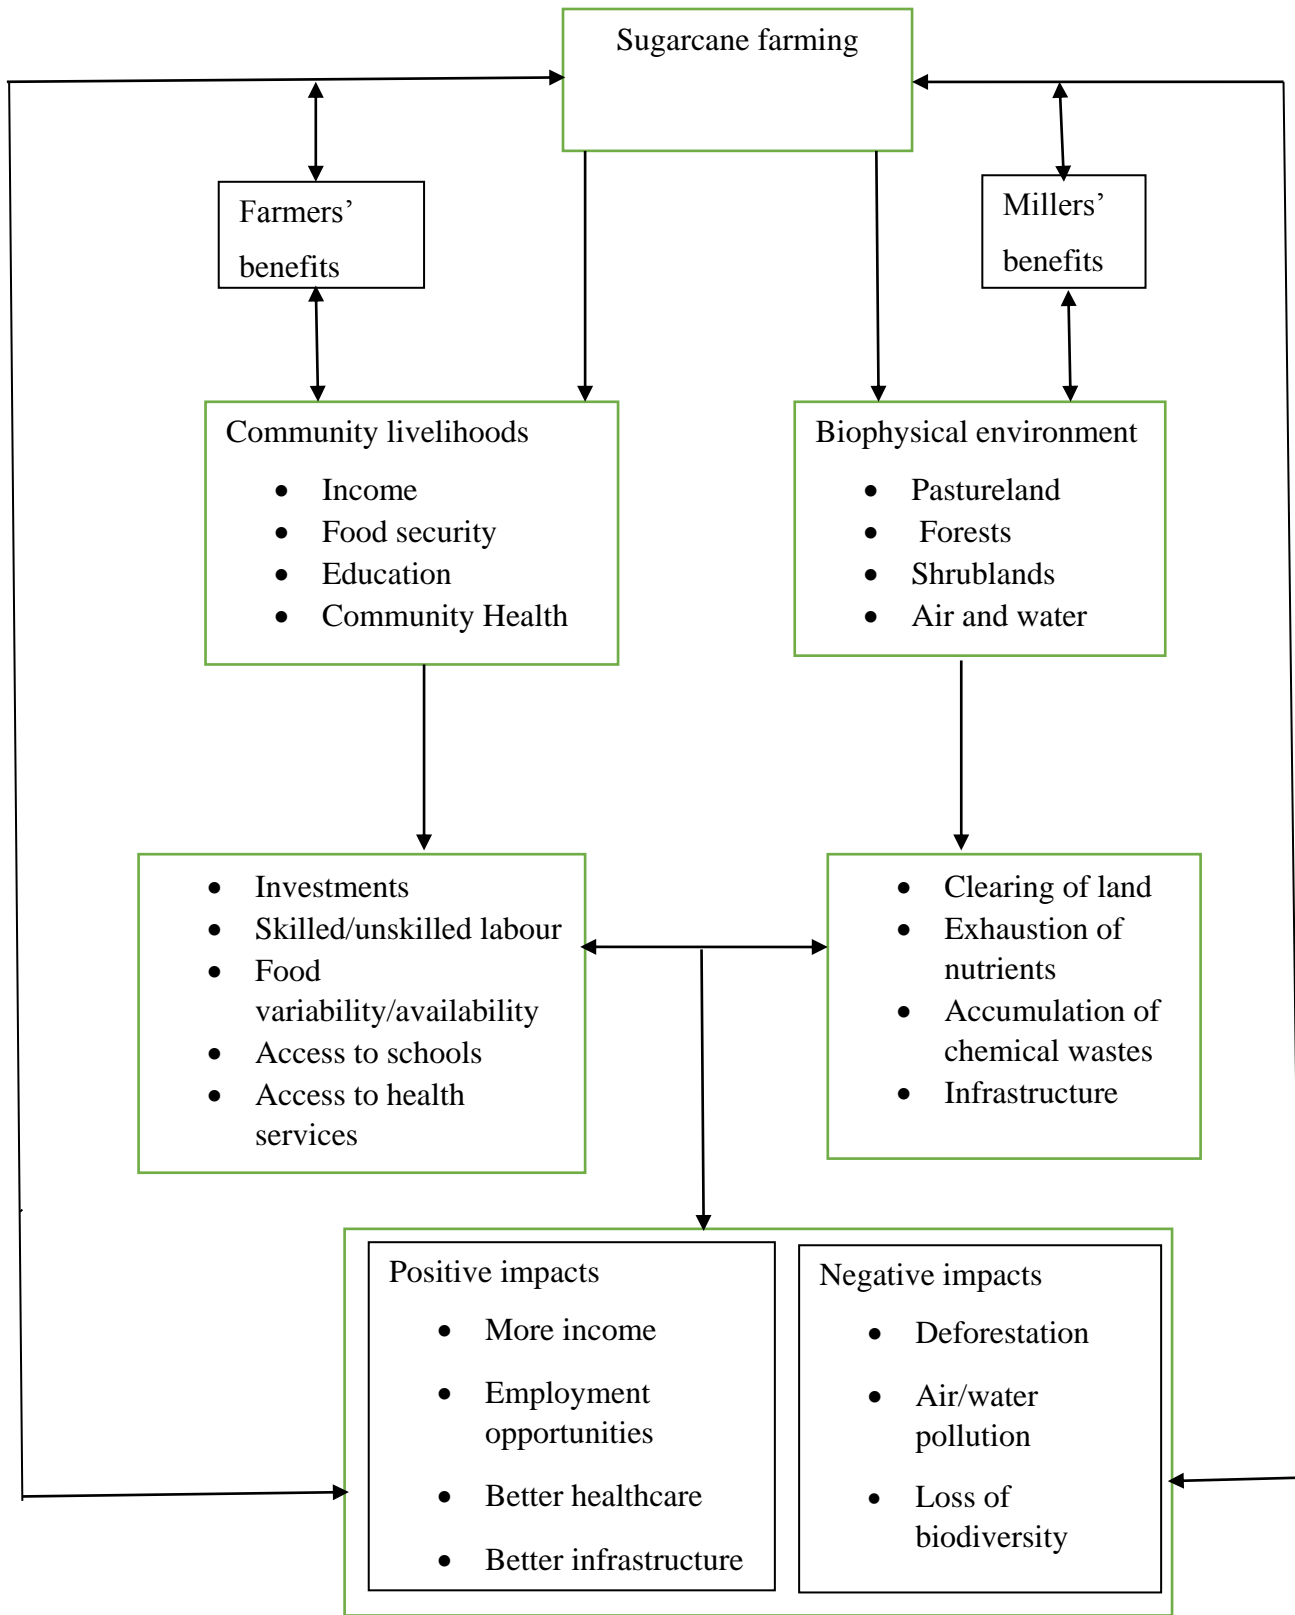 Sugarcane farming
Farmers’
benefits
Millers’
benefits
Community livelihoods
• Income
• Food security
• Education
• Community Health
Biophysical environment
• Pastureland
• Forests
• Shrublands
• Air and water
• Investments
• Skilled/unskilled labour
• Food
variability/availability
• Access to schools
• Access to health
services
• Clearing of land
• Exhaustion of
nutrients
• Accumulation of
chemical wastes
• Infrastructure
Positive impacts
• More income
• Employment
opportunities
• Better healthcare
• Better infrastructure
Negative impacts
• Deforestation
• Air/water
pollution
• Loss of
biodiversity